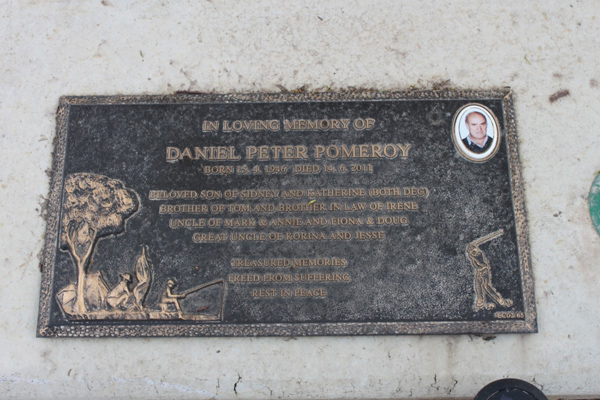 IN LOVING MEMORY OF
DANIEL PETER POMEROY
BORN 15. 4. 1946 DIED 14. 6. 2011
BELOVED SON OF SIDNEY AND KATHERINE (BOTH DEC)
BROTHER OF TOM AND BROTHER IN LAW OF IRENE
UNCLE OF MARK & ANNIE AND FIONA & DOUG
GREAT UNCLE OF KORINA AND JESSE
TREASURED MEMORIES
FREED FROM SUFFERING
REST IN PEACE